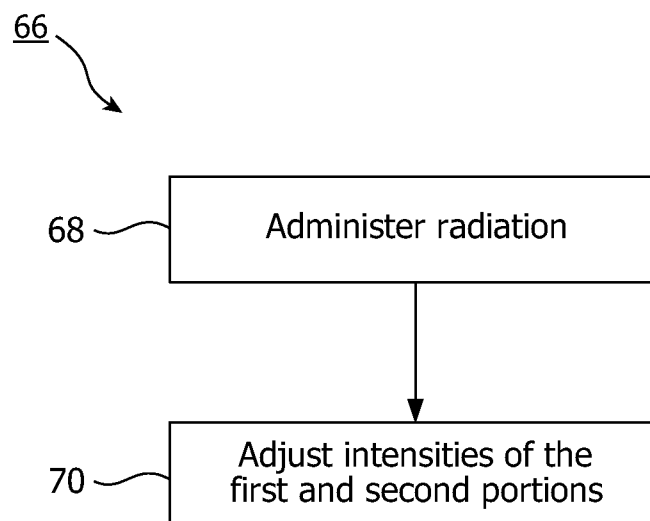 66
68
Administer radiation
70
Adjust intensities of the
first and second portions